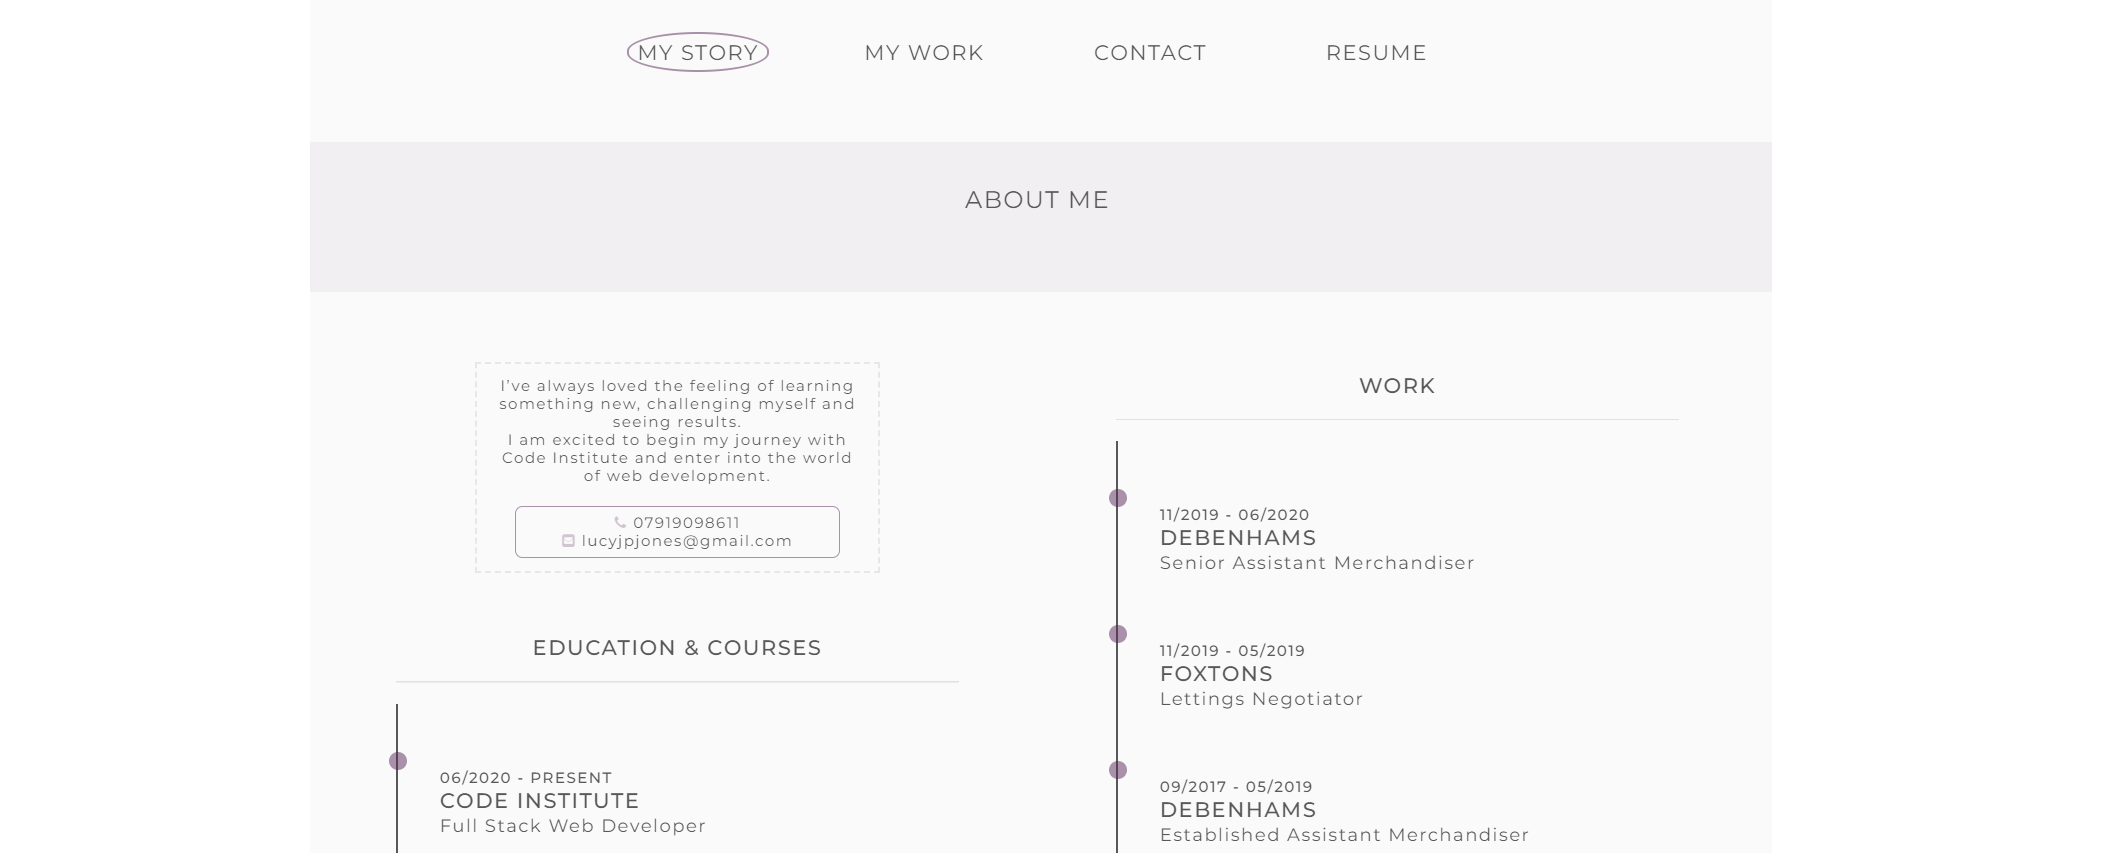 MY STORY
MY WORK
CONTACT
RESUME
ABOUT ME
I've always loved the feeling of learning
something new, challenging myself and
seeing results.
I am excited to begin my journey with
Code Institute and enter into the world
of web development.
07919098611
lucyjpjones@gmail.com
EDUCATION & COURSES
06/2020 - PRESENT
CODE INSTITUTE
Full Stack Web Developer
WORK
11/2019 - 06/2020
DEBENHAMS
Senior Assistant Merchandiser
11/2019 - 05/2019
FOXTONS
Lettings Negotiator
09/2017 - 05/2019
DEBENHAMS
Established Assistant Merchandiser